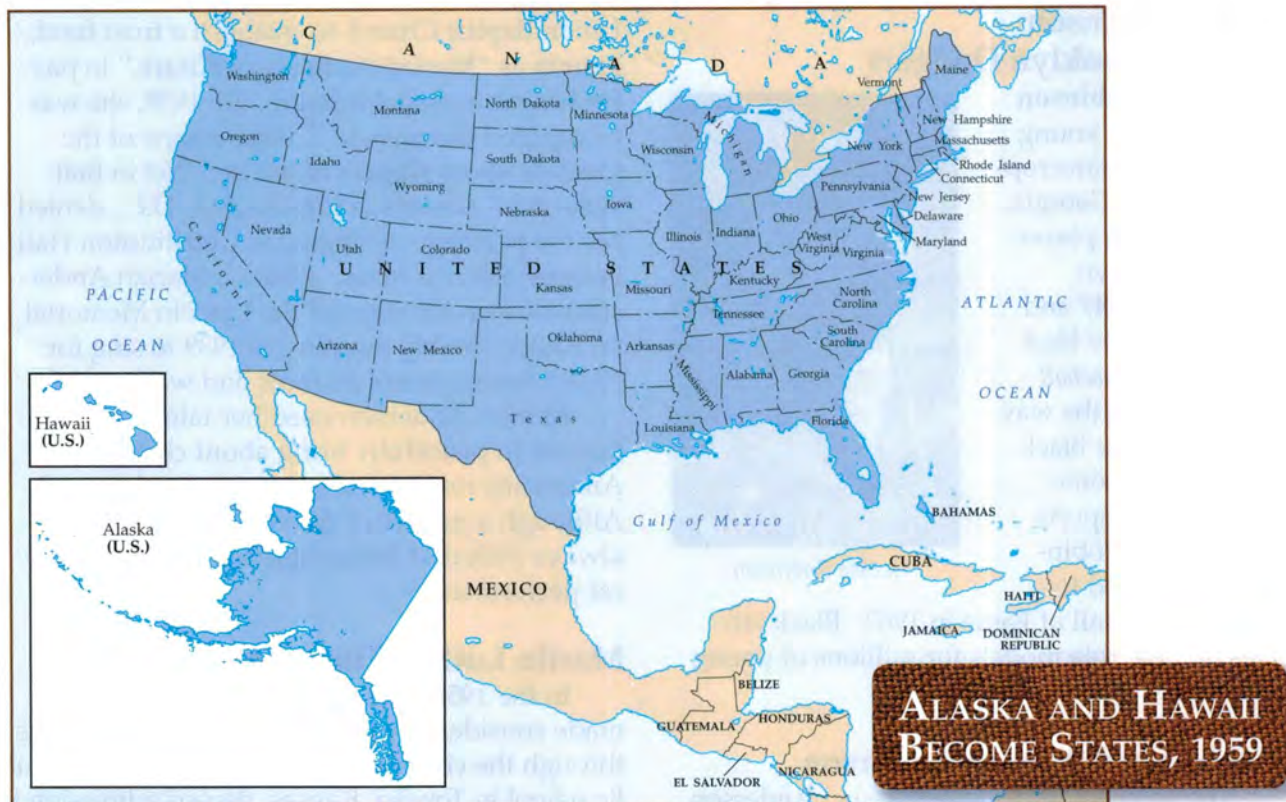 C A N A D A
Washington
Montana
North Dakota
Minnesota
Michigan
Vermont
Maine
New Hampshire
Massachusetts
Rhode Island
Connecticut
New York
Oregon
Idaho
South Dakota
Wisconsin
Wyoming
Iowa
Pennsylvania
New Jersey
Delaware
Maryland
Nebraska
Nevada
Utah
Colorado
Illinois
Indiana
Ohio
West
Virginia
Virginia
California
UNITED STATES
Kansas
Missouri
Kentucky
PACIFIC
OCEAN
ATLANTIC
OCEAN
North
Carolina
Tennessee
South
Carolina
Arizona
New Mexico
Oklahoma
Arkansas
Mississippi
Alabama
Georgia
Texas
Louisiana
Florida
Hawaii
(U.S.)
Alaska
(U.S.)
Gulf of Mexico
BAHAMAS
CUBA
HAITI
JAMAICA
DOMINICAN
REPUBLIC
MEXICO
BELIZE
GUATEMALA
HONDURAS
EL SALVADOR
NICARAGUA
ALASKA AND HAWAII
BECOME STATES, 1959